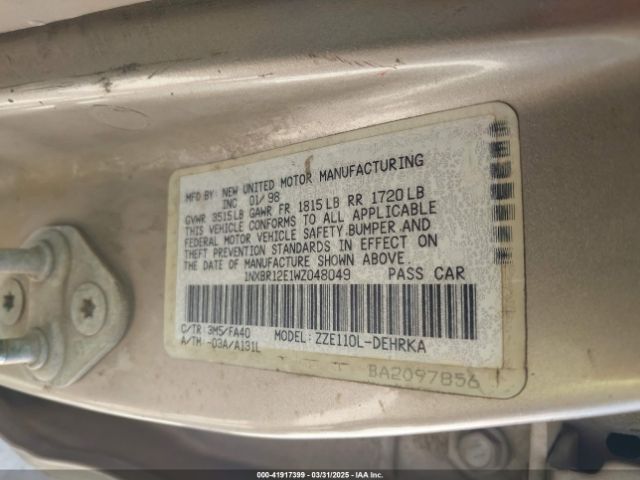 MFD BY: NEW UNITED MOTOR MANUFACTURING
INC 01/98
GVWR 3515LB GAWR FR 1815LB RR 1720LB
THIS VEHICLE CONFORMS TO ALL APPLICABLE
FEDERAL MOTOR VEHICLE SAFETY,BUMPER AND
THEFT PREVENTION STANDARDS IN EFFECT ON
THE DATE OF MANUFACTURE SHOWN ABOVE.
1NXBR12E1WZ048049 PASS CAR
C/TR 3M5/FA40 MODEL: ZZE110L-DEHRKA
A/TM -03A/A131L
BA2097856
000-41917399 - 03/31/2025 - IAA Inc.